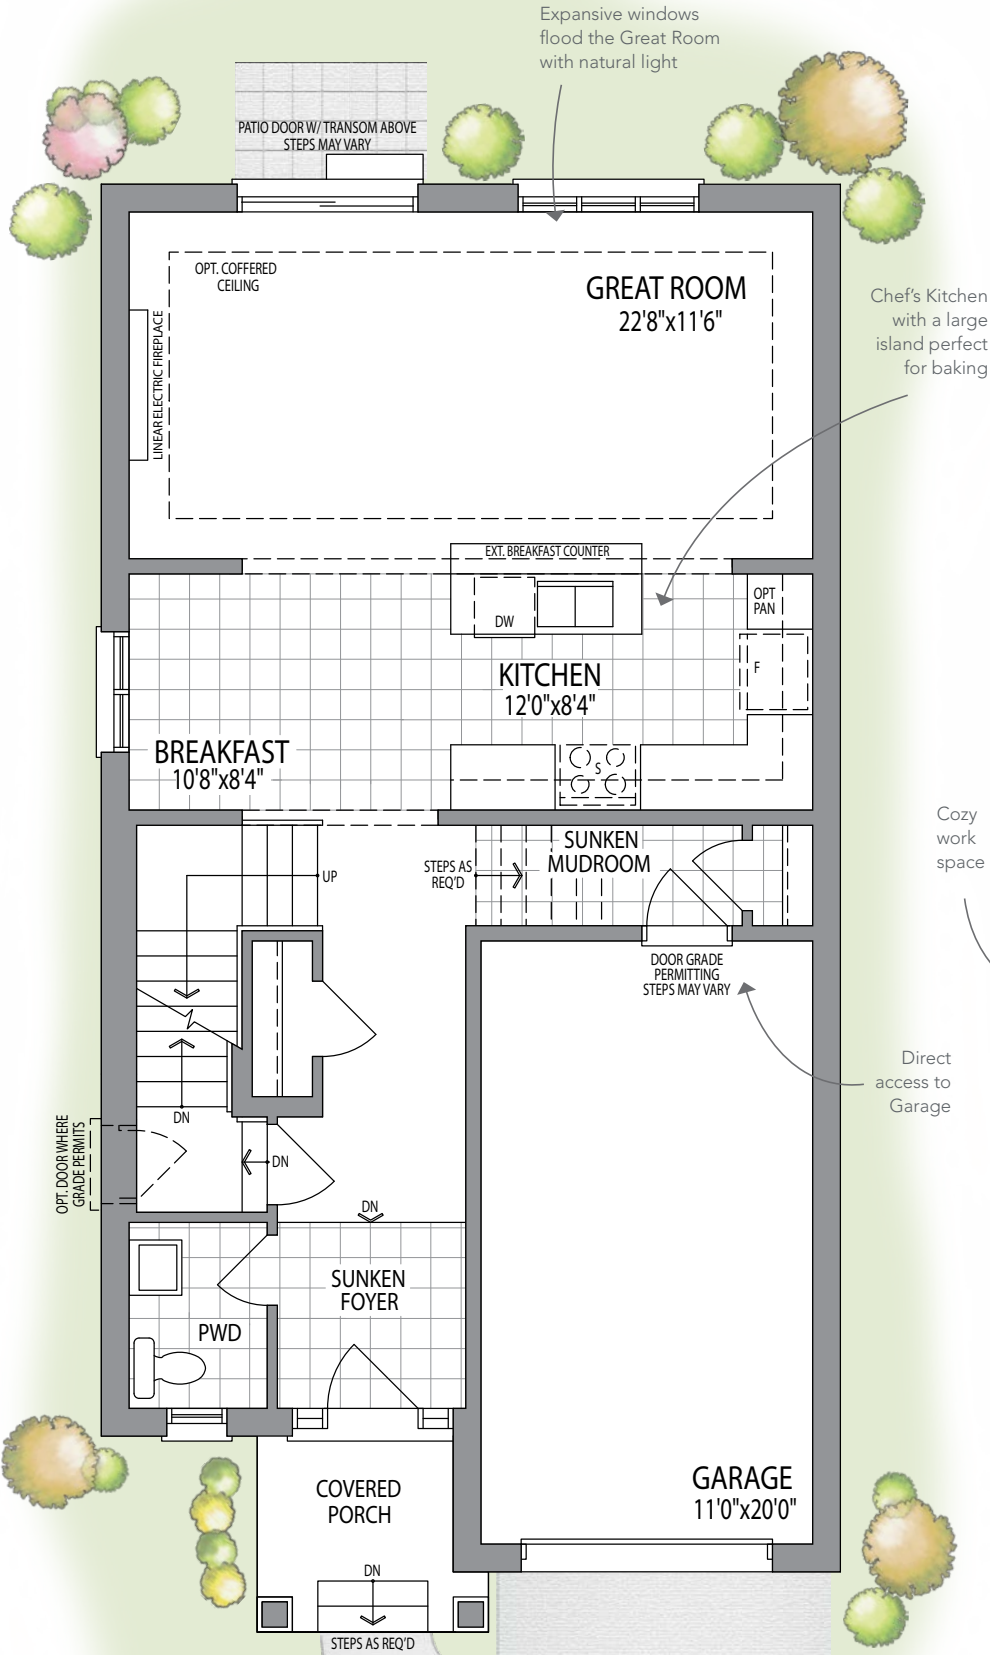 Expansive windows
flood the Great Room
with natural light
PATIO DOOR W/ TRANSOM ABOVE
STEPS MAY VARY
OPT. COFFERED
CEILING
GREAT ROOM
22'8"x11'6"
LINEAR ELECTRIC FIREPLACE
Chef's Kitchen
with a large
island perfect
for baking
EXT. BREAKFAST COUNTER
DW
OPT
PAN
F
KITCHEN
12'0"x8'4"
BREAKFAST
10'8"x8'4"
S
Cozy
work
space
SUNKEN
MUDROOM
STEPS AS
REQ'D
UP
DOOR GRADE
PERMITTING
STEPS MAY VARY
Direct
access to
Garage
DN
OPT. DOOR WHERE
GRADE PERMITS
DN
DN
SUNKEN
FOYER
PWD
COVERED
PORCH
GARAGE
11'0"x20'0"
DN
STEPS AS REQ'D